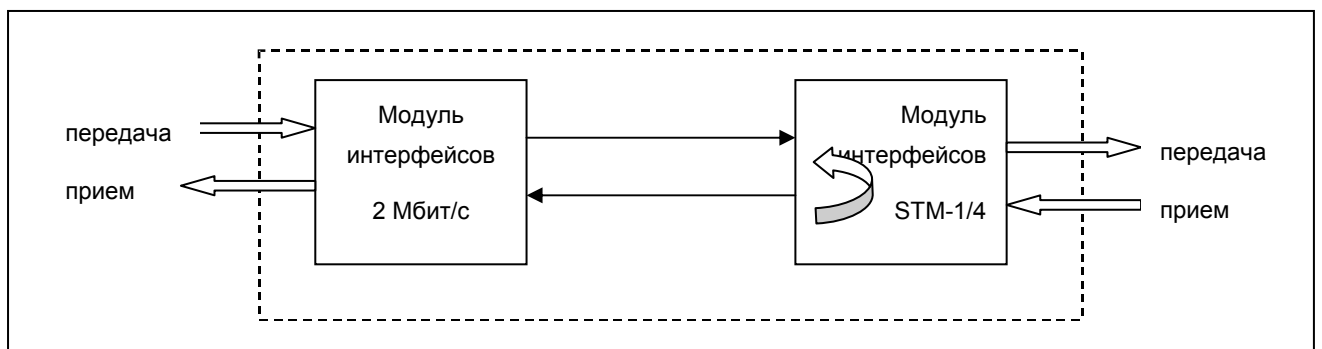 передача
прием
Модуль
интерфейсов
2 Мбит/с
Модуль
интерфейсов
STM-1/4
передача
прием